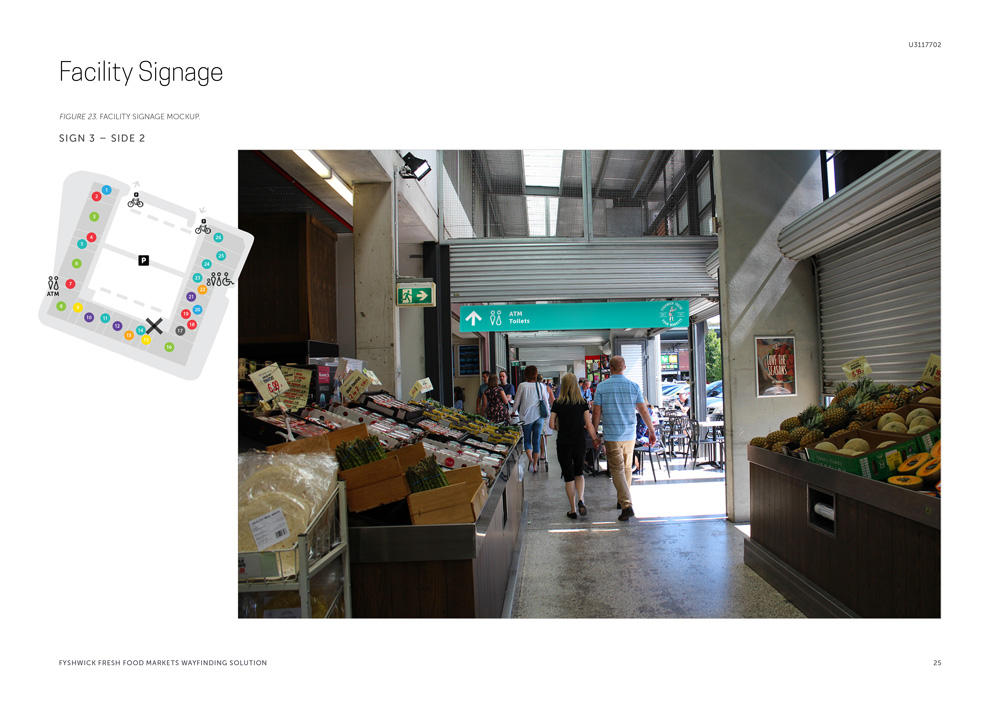 U3117702
Facility Signage
FIGURE 23. FACILITY SIGNAGE MOCKUP.
SIGN 3 – SIDE 2
1
2
3
4
5
6
7
ATM
8
9
10
11
12
13
14
15
16
17
18
19
20
21
22
23
24
25
26
P
ATM
Toilets
LOVE THE
SEASONS
6.99
FYSHWICK FRESH FOOD MARKETS WAYFINDING SOLUTION
25